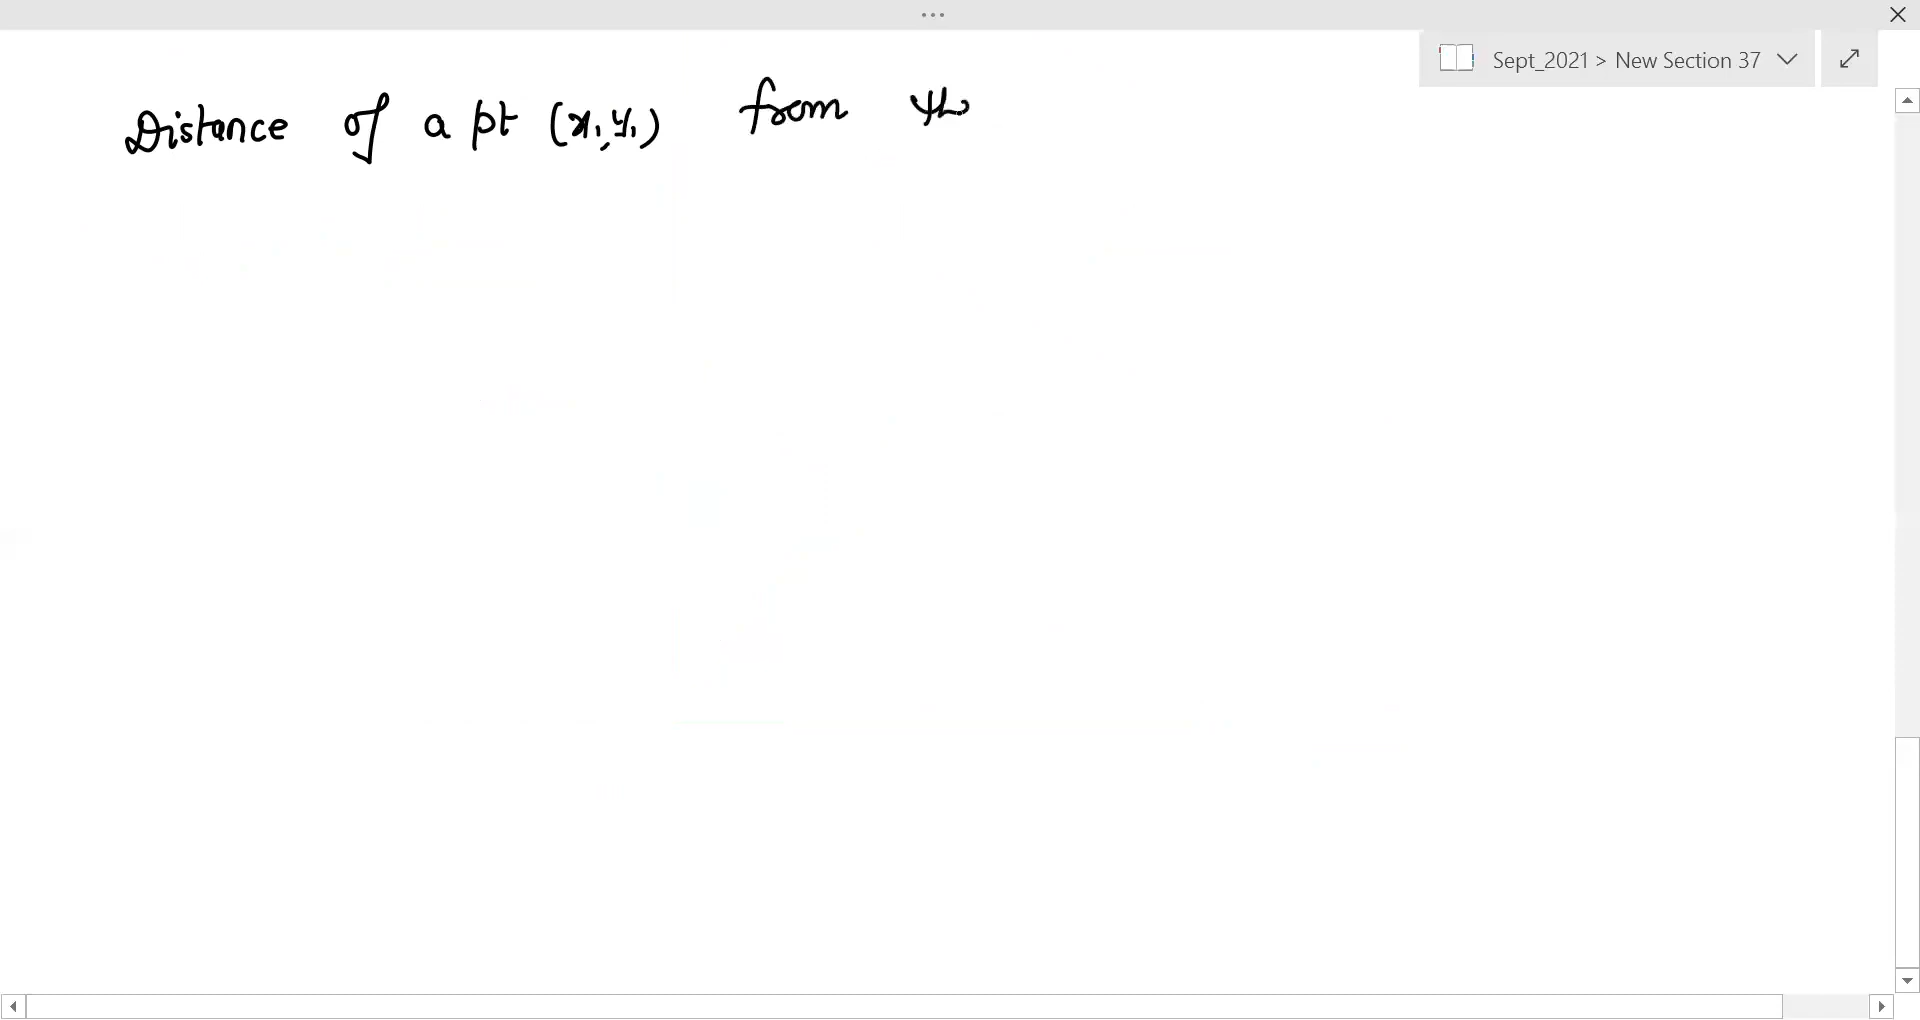 Sept_2021 > New Section 37
Distance of a pt (x₁,y₁) from